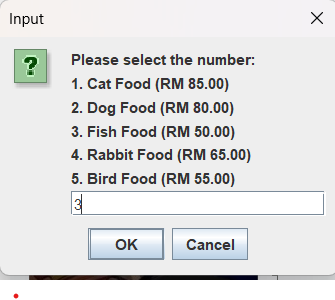 Input
Please select the number:
1. Cat Food (RM 85.00)
2. Dog Food (RM 80.00)
3. Fish Food (RM 50.00)
4. Rabbit Food (RM 65.00)
5. Bird Food (RM 55.00)
3
OK Cancel